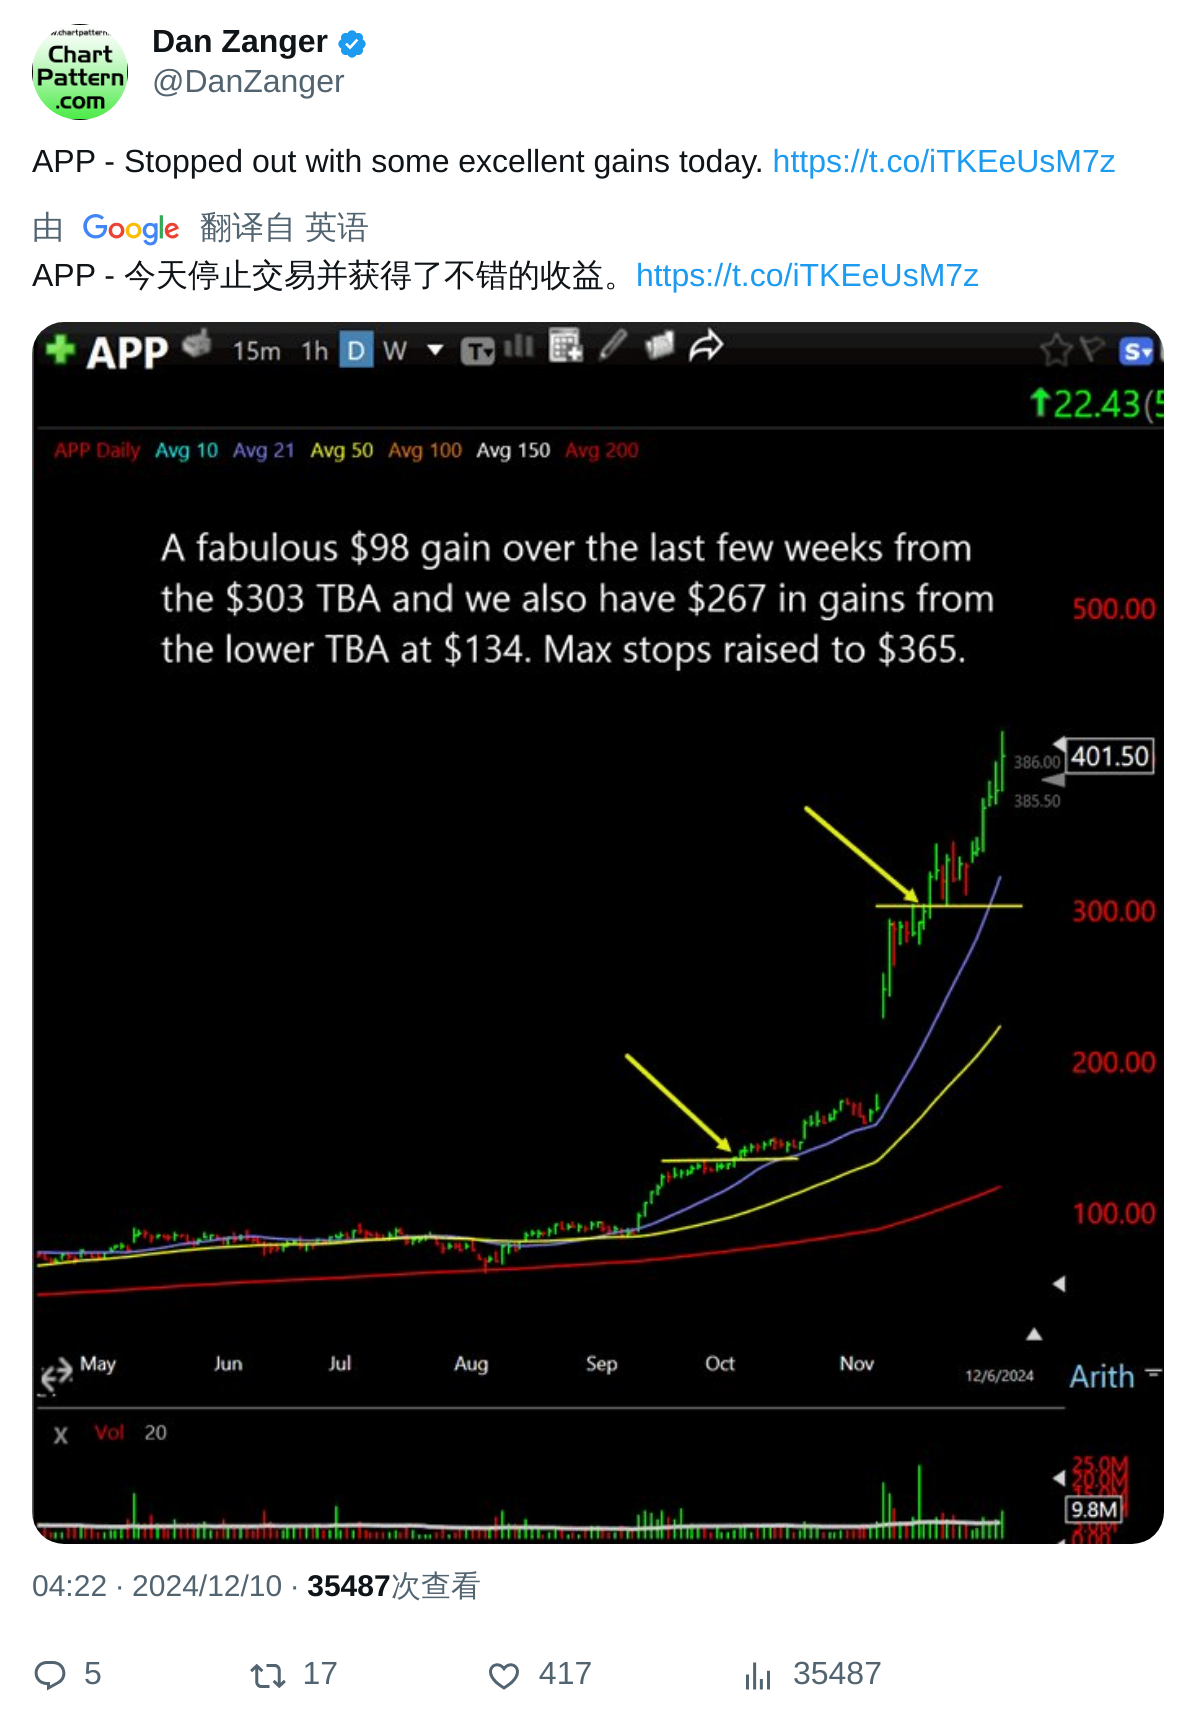 w.chartpattern.
Chart
Pattern
.com
Dan Zanger
@DanZanger
APP - Stopped out with some excellent gains today. https://t.co/iTKEeUsM7z
由 Google 翻译自 英语
APP - 今天停止交易并获得了不错的收益。https://t.co/iTKEeUsM7z
APP 15m 1h D W T S
22.43(5
APP Daily Avg 10 Avg 21 Avg 50 Avg 100 Avg 150 Avg 200
A fabulous $98 gain over the last few weeks from
the $303 TBA and we also have $267 in gains from
the lower TBA at $134. Max stops raised to $365.
500.00
386.00 401.50
385.50
300.00
200.00
100.00
May Jun Jul Aug Sep Oct Nov 12/6/2024 Arith
X Vol 20
25.0M
20.0M
9.8M
0.00
04:22 · 2024/12/10 · 35487次查看
5 17 417 35487